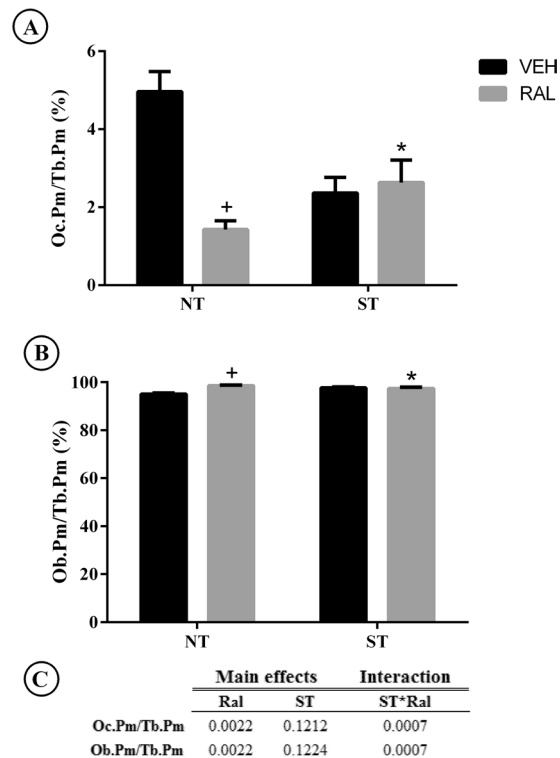 A
Oc.Pm/Tb.Pm (%)
6
4
2
0
+
*
NT
ST
VEH
RAL
B
Ob.Pm/Tb.Pm (%)
100
80
60
40
20
0
+
*
NT
ST
C
Main effects Interaction
Ral ST ST*Ral
Oc.Pm/Tb.Pm 0.0022 0.1212 0.0007
Ob.Pm/Tb.Pm 0.0022 0.1224 0.0007